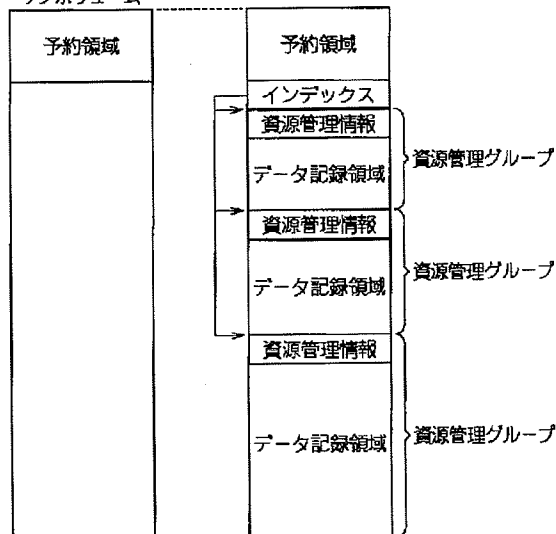 予約領域
予約領域
インデックス
資源管理情報
データ記録領域
資源管理グループ
資源管理情報
データ記録領域
資源管理グループ
資源管理情報
データ記録領域
資源管理グループ